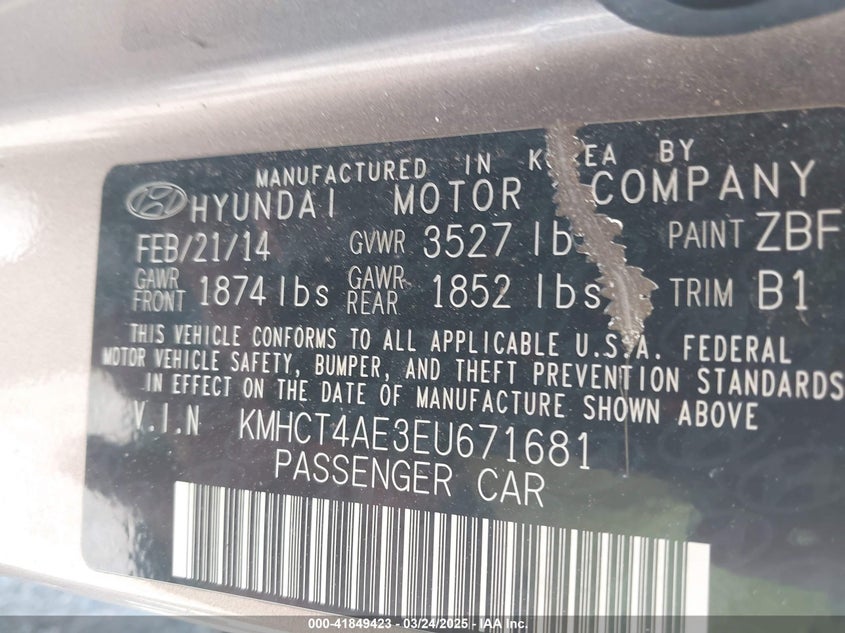 MANUFACTURED IN KOREA BY
HYUNDAI MOTOR COMPANY
FEB/21/14 GVWR 3527 lb PAINT ZBF
GAWR FRONT 1874 lbs GAWR REAR 1852 lbs TRIM B1
THIS VEHICLE CONFORMS TO ALL APPLICABLE U.S.A. FEDERAL
MOTOR VEHICLE SAFETY, BUMPER, AND THEFT PREVENTION STANDARDS
IN EFFECT ON THE DATE OF MANUFACTURE SHOWN ABOVE
V.I.N KMHCT4AE3EU671681
PASSENGER CAR
000-41849423 - 03/24/2025 - IAA Inc.